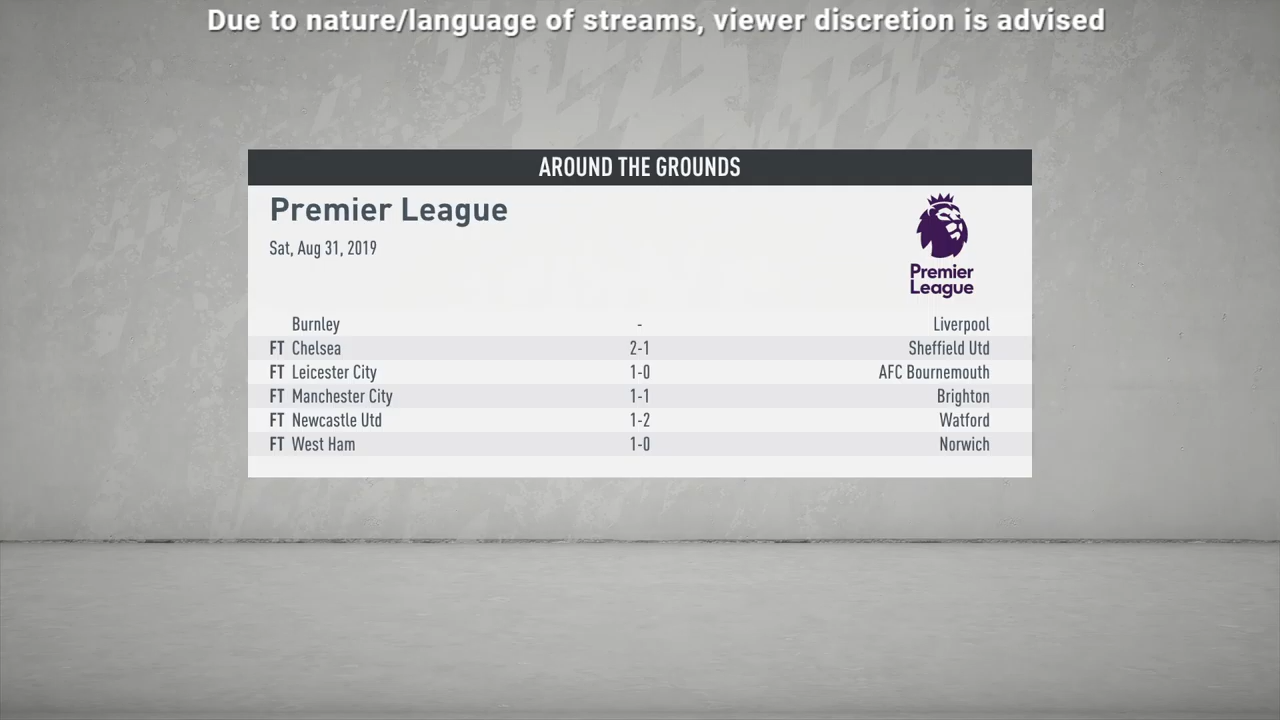 Due to nature/language of streams, viewer discretion is advised
AROUND THE GROUNDS
Premier League
Sat, Aug 31, 2019
Premier
League
Burnley - Liverpool
FT Chelsea 2-1 Sheffield Utd
FT Leicester City 1-0 AFC Bournemouth
FT Manchester City 1-1 Brighton
FT Newcastle Utd 1-2 Watford
FT West Ham 1-0 Norwich